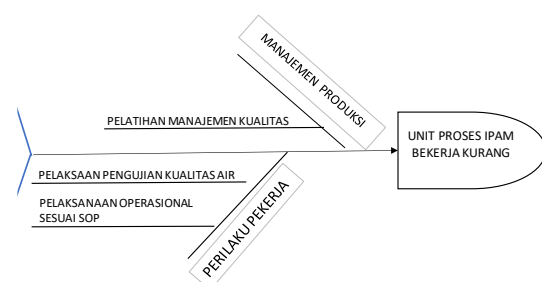 MANAJEMEN PRODUKSI
PELATIHAN MANAJEMEN KUALITAS
UNIT PROSES IPAM
BEKERJA KURANG
PELAKSAAN PENGUJIAN KUALITAS AIR
PELAKSANAAN OPERASIONAL
SESUAI SOP
PERILAKU PEKERJA